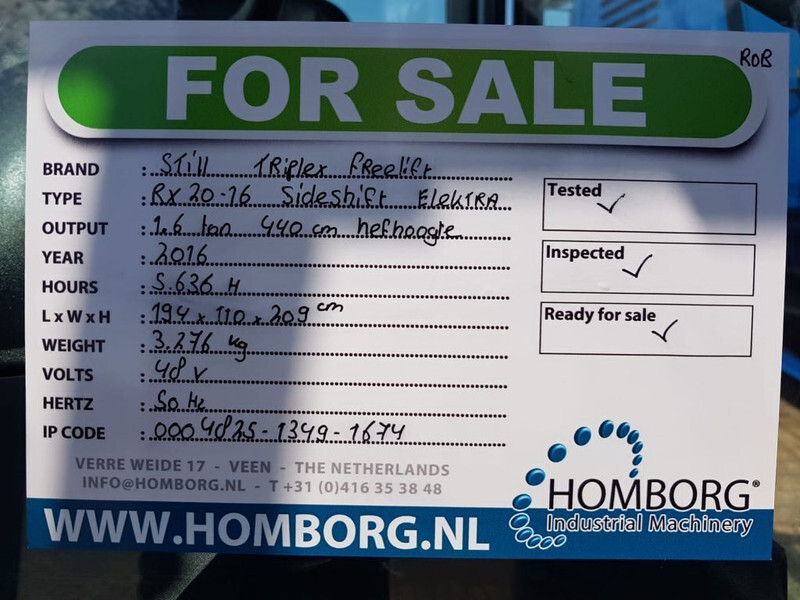 RoB
FOR SALE
BRAND : Still Triplex Freelift
TYPE : RX 20-16 Sideshift Elektra
OUTPUT : 1.6 ton 440 cm hefhoogte
YEAR : 2016
HOURS : 5.636 H
L x W x H : 194 x 110 x 209 cm
WEIGHT : 3.276 kg
VOLTS : 48 V
HERTZ : 50 Hz
IP CODE : 0004825-1349-1674
Tested ✓
Inspected ✓
Ready for sale ✓
VERRE WEIDE 17 - VEEN - THE NETHERLANDS
INFO@HOMBORG.NL - T +31 (0)416 35 38 48
HOMBORG®
Industrial Machinery
WWW.HOMBORG.NL